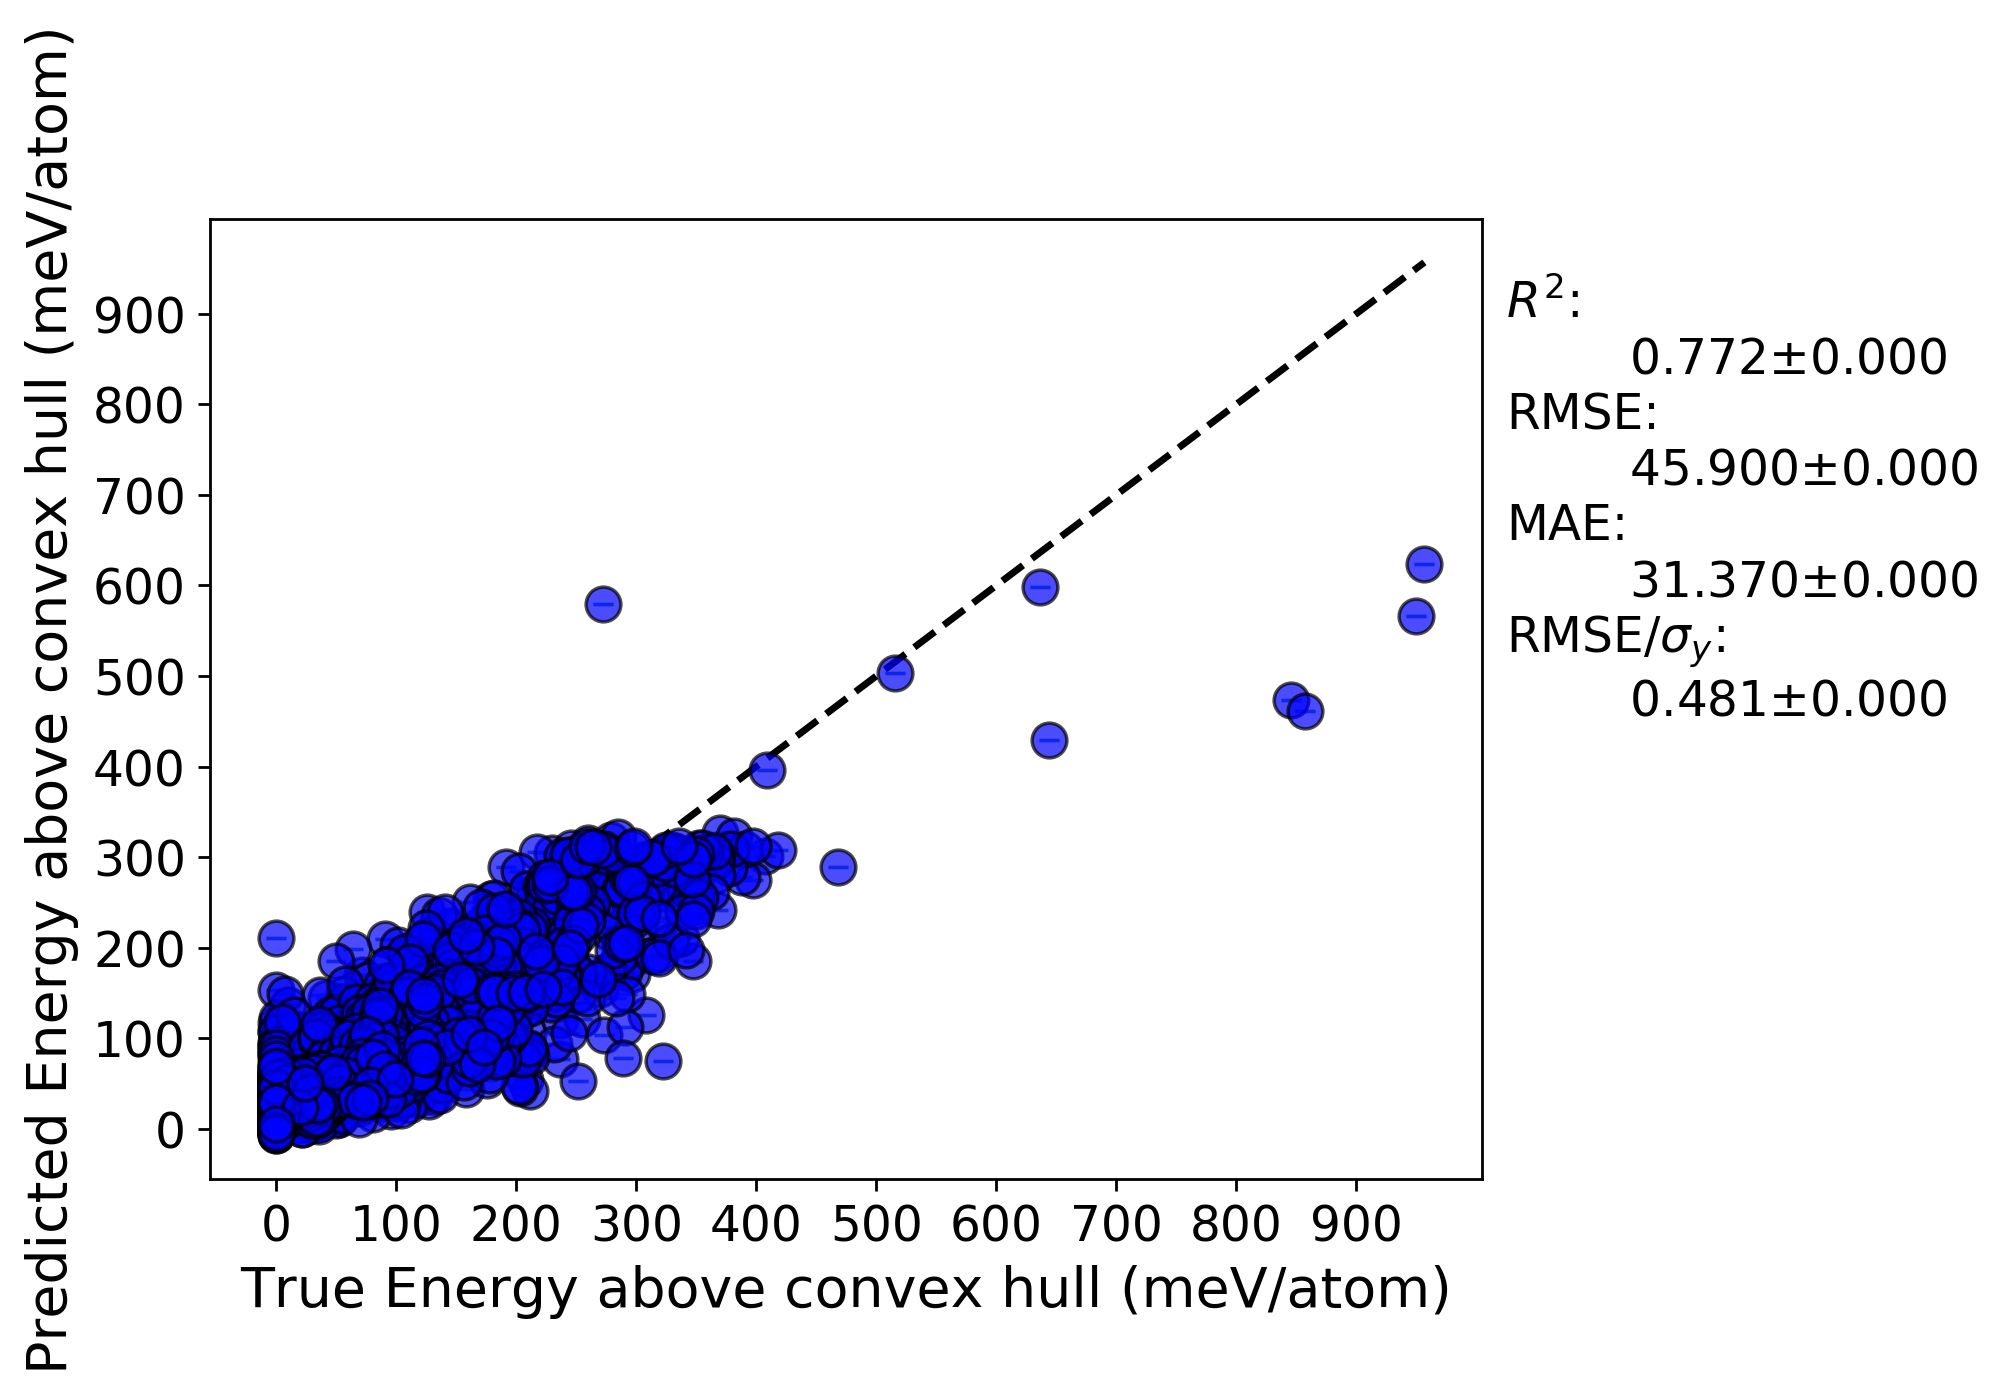 Predicted Energy above convex hull (meV/atom)
900
800
700
600
500
400
300
200
100
0
0 100 200 300 400 500 600 700 800 900
True Energy above convex hull (meV/atom)
R²:
0.772±0.000
RMSE:
45.900±0.000
MAE:
31.370±0.000
RMSE/σ_y:
0.481±0.000